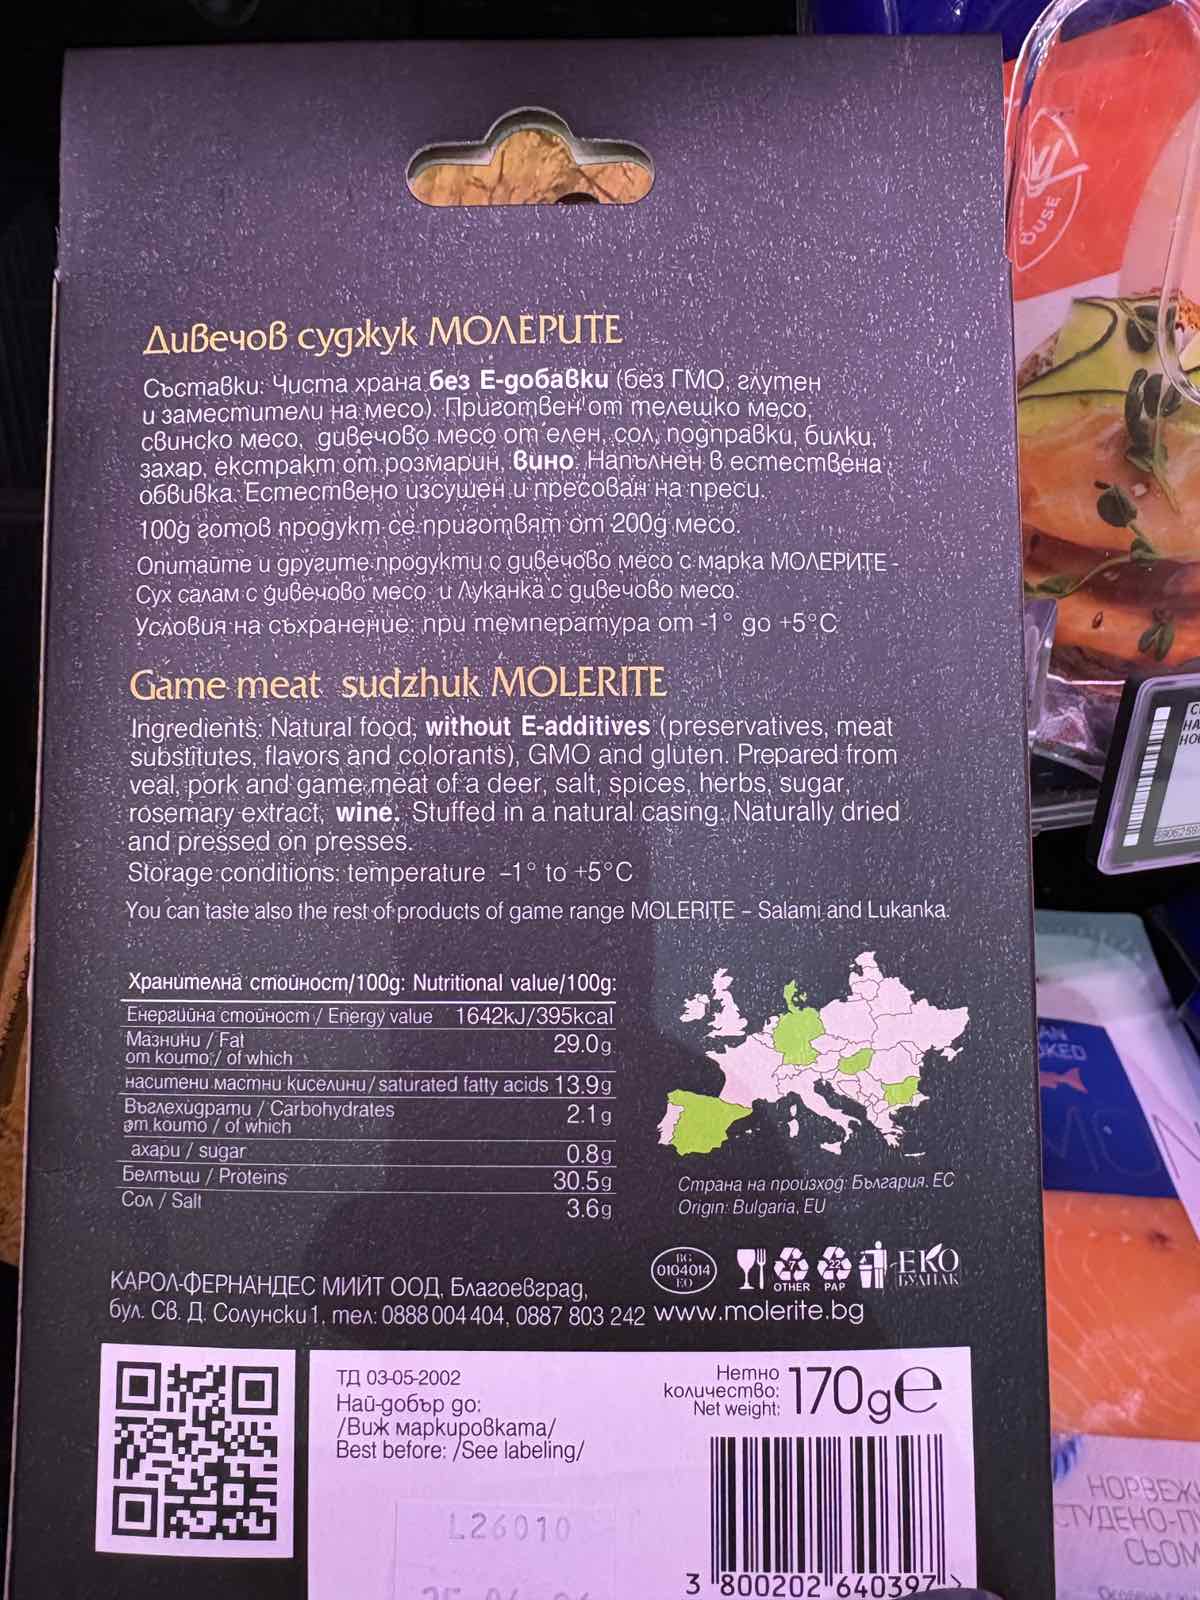 Дивечов суджук МОЛЕРИТЕ
Съставки: Чиста храна без Е-добавки (без ГМО, глутен
и заместители на месо). Приготвен от телешко месо,
свинско месо, дивечово месо от елен, сол, подправки, билки,
захар, екстракт от розмарин, вино. Напълнен в естествена
обвивка. Естествено изсушен и пресован на преси.
100g готов продукт се приготвят от 200g месо.
Опитайте и другите продукти с дивечово месо с марка МОЛЕРИТЕ -
Сух салам с дивечово месо и Луканка с дивечово месо.
Условия на съхранение: при температура от -1° до +5°C
Game meat sudzhuk MOLERITE
Ingredients: Natural food, without E-additives (preservatives, meat
substitutes, flavors and colorants), GMO and gluten. Prepared from
veal, pork and game meat of a deer, salt, spices, herbs, sugar,
rosemary extract, wine. Stuffed in a natural casing. Naturally dried
and pressed on presses.
Storage conditions: temperature -1° to +5°C
You can taste also the rest of products of game range MOLERITE - Salami and Lukanka.
Хранителна стойност/100g: Nutritional value/100g:
Енергийна стойност / Energy value 1642kJ/395kcal
Мазнини / Fat 29.0g
от които: / of which
наситени мастни киселини / saturated fatty acids 13.9g
Въглехидрати / Carbohydrates 2.1g
от които / of which
ахари / sugar 0.8g
Белтъци / Proteins 30.5g
Сол / Salt 3.6g
Страна на произход: България, ЕС
Origin: Bulgaria, EU
BG
0104014
EO
7
OTHER
22
PAP
ЕКО
БУЛПАК
КАРОЛ-ФЕРНАНДЕС МИЙТ ООД, Благоевград,
бул. Св. Д. Солунски 1, тел: 0888 004 404, 0887 803 242 www.molerite.bg
ТД 03-05-2002
Най-добър до:
/Виж маркировката/
Best before: /See labeling/
Нетно
количество:
Net weight:
170g e
L26010
3 800202 640397 >
BUSE
НОРВЕЖ
СТУДЕНО-П
СЬОМ